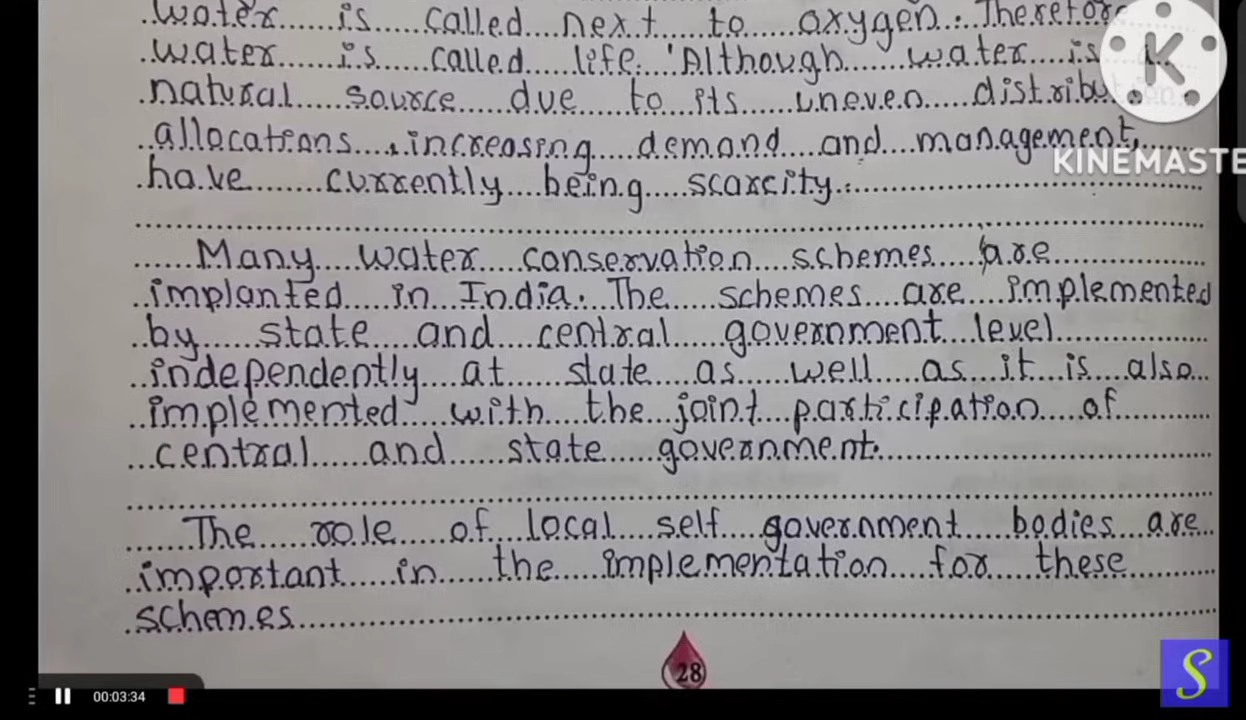 water is called next to oxygen. Therefore
water is called life. 'Although water is
natural source due to its uneven distribution
allocations, increasing demand and management,
have currently being scarcity.
Many water conservation schemes are
implanted in India. The schemes are implemented
by state and central government level
independently at state as well as it is also
implemented with the joint participation of
central and state government.
The role of local self government bodies are
important in the implementation for these
schemes
28
K
KINEMASTE
S
00:03:34